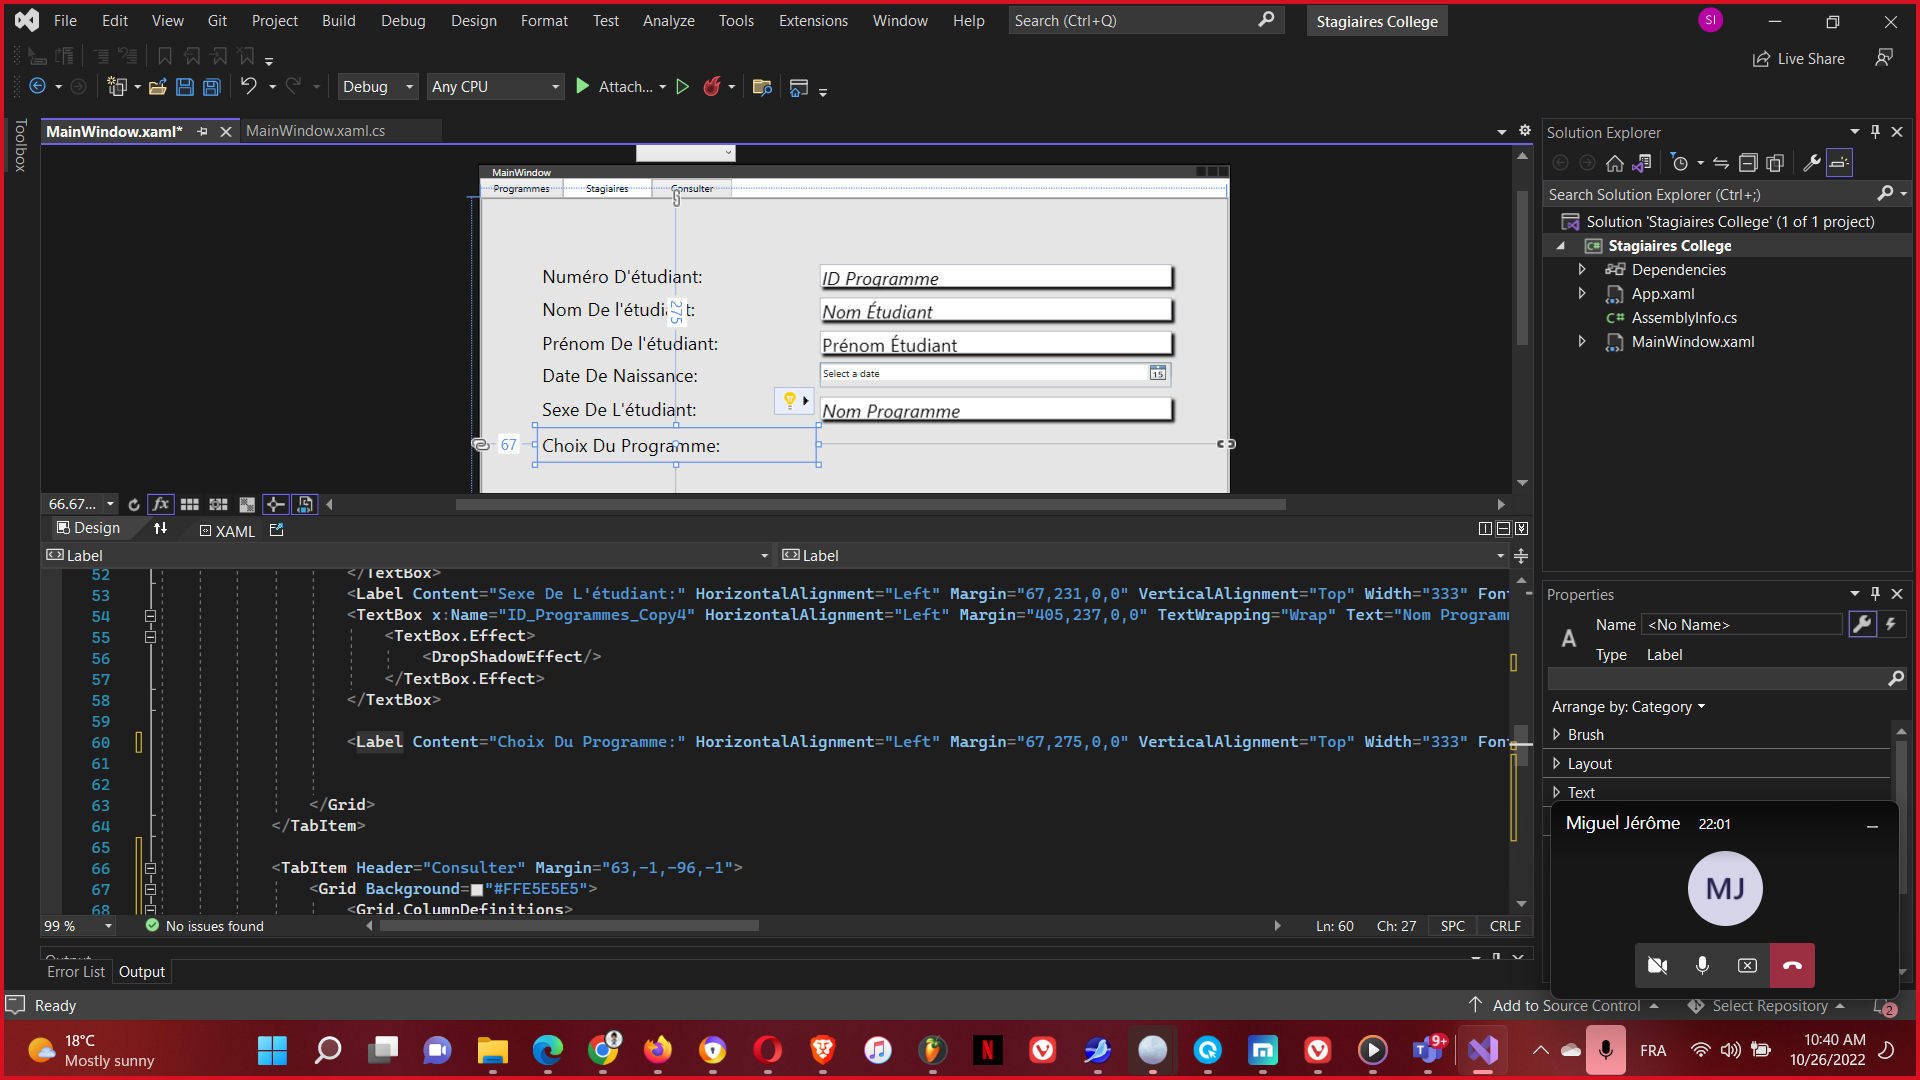 File Edit View Git Project Build Debug Design Format Test Analyze Tools Extensions Window Help Search (Ctrl+Q) Stagiaires College SI
Live Share
Debug Any CPU Attach...
Toolbox
MainWindow.xaml* MainWindow.xaml.cs
MainWindow
Programmes Stagiaires Consulter
Numéro D'étudiant: ID Programme
Nom De l'étudiant: Nom Étudiant
275
Prénom De l'étudiant: Prénom Étudiant
Date De Naissance: Select a date 15
Sexe De L'étudiant: Nom Programme
67 Choix Du Programme:
66.67... fx
Design XAML
Label Label
52 </TextBox>
53 <Label Content="Sexe De L'étudiant:" HorizontalAlignment="Left" Margin="67,231,0,0" VerticalAlignment="Top" Width="333" Fon
54 <TextBox x:Name="ID_Programmes_Copy4" HorizontalAlignment="Left" Margin="405,237,0,0" TextWrapping="Wrap" Text="Nom Program
55 <TextBox.Effect>
56 <DropShadowEffect/>
57 </TextBox.Effect>
58 </TextBox>
59
60 <Label Content="Choix Du Programme:" HorizontalAlignment="Left" Margin="67,275,0,0" VerticalAlignment="Top" Width="333" Fon
61
62
63 </Grid>
64 </TabItem>
65
66 <TabItem Header="Consulter" Margin="63,-1,-96,-1">
67 <Grid Background="#FFE5E5E5">
68 <Grid.ColumnDefinitions>
99 % No issues found Ln: 60 Ch: 27 SPC CRLF
Output
Error List Output
Ready Add to Source Control Select Repository 2
Solution Explorer
Search Solution Explorer (Ctrl+;)
Solution 'Stagiaires College' (1 of 1 project)
C# Stagiaires College
Dependencies
App.xaml
C# AssemblyInfo.cs
MainWindow.xaml
Properties
Name <No Name>
Type Label
Arrange by: Category
Brush
Layout
Text
Miguel Jérôme 22:01
MJ
18°C
Mostly sunny
9+
FRA
10:40 AM
10/26/2022